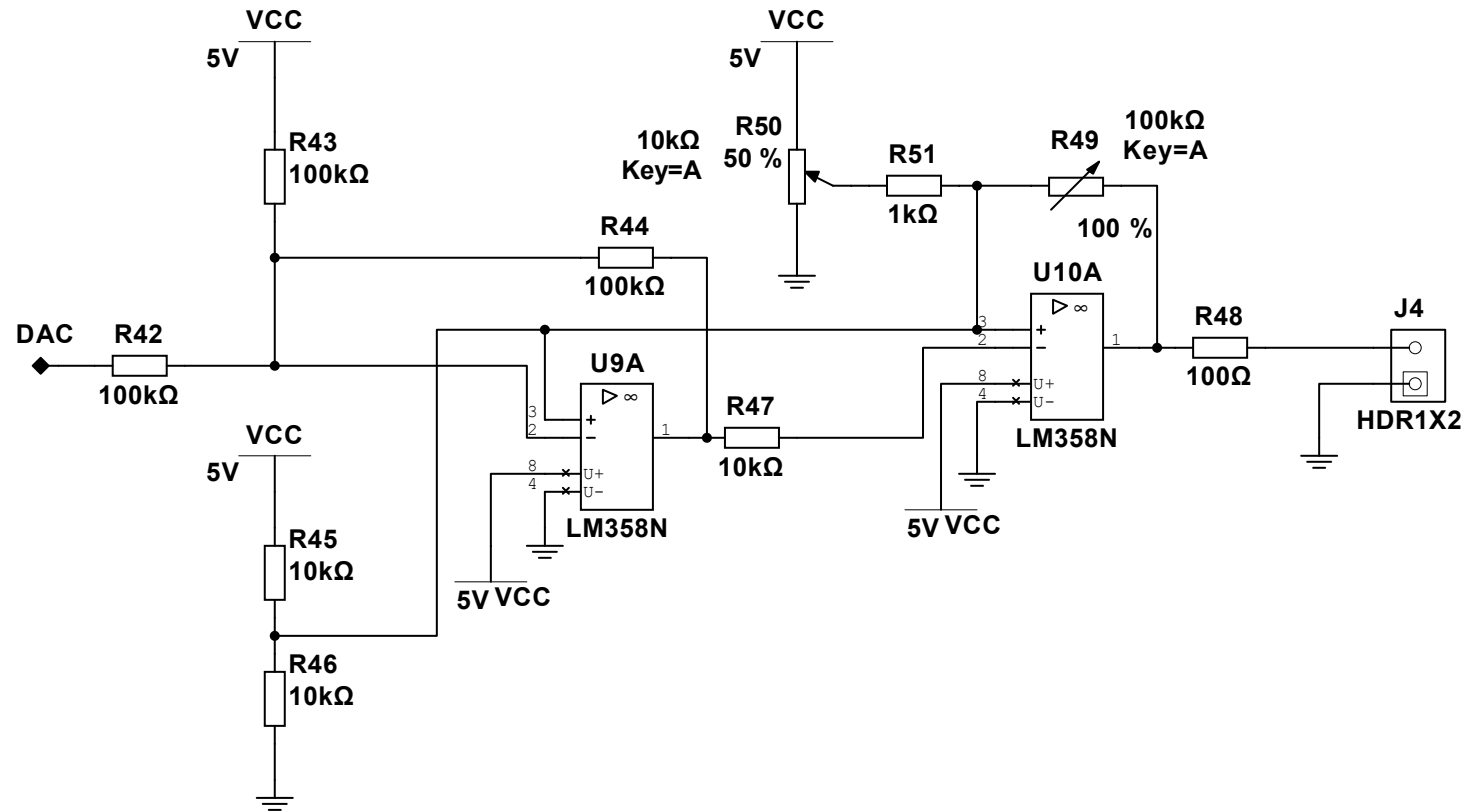 VCC
5V
R43
100kΩ
VCC
5V
10kΩ
Key=A
R50
50 %
R51
1kΩ
R49
100kΩ
Key=A
100 %
R44
100kΩ
U10A
▷ ∞
3
+
2
−
1
8
U+
4
U−
LM358N
5V VCC
R48
100Ω
J4
HDR1X2
DAC
R42
100kΩ
U9A
▷ ∞
3
+
2
−
1
8
U+
4
U−
LM358N
5V VCC
R47
10kΩ
VCC
5V
R45
10kΩ
R46
10kΩ